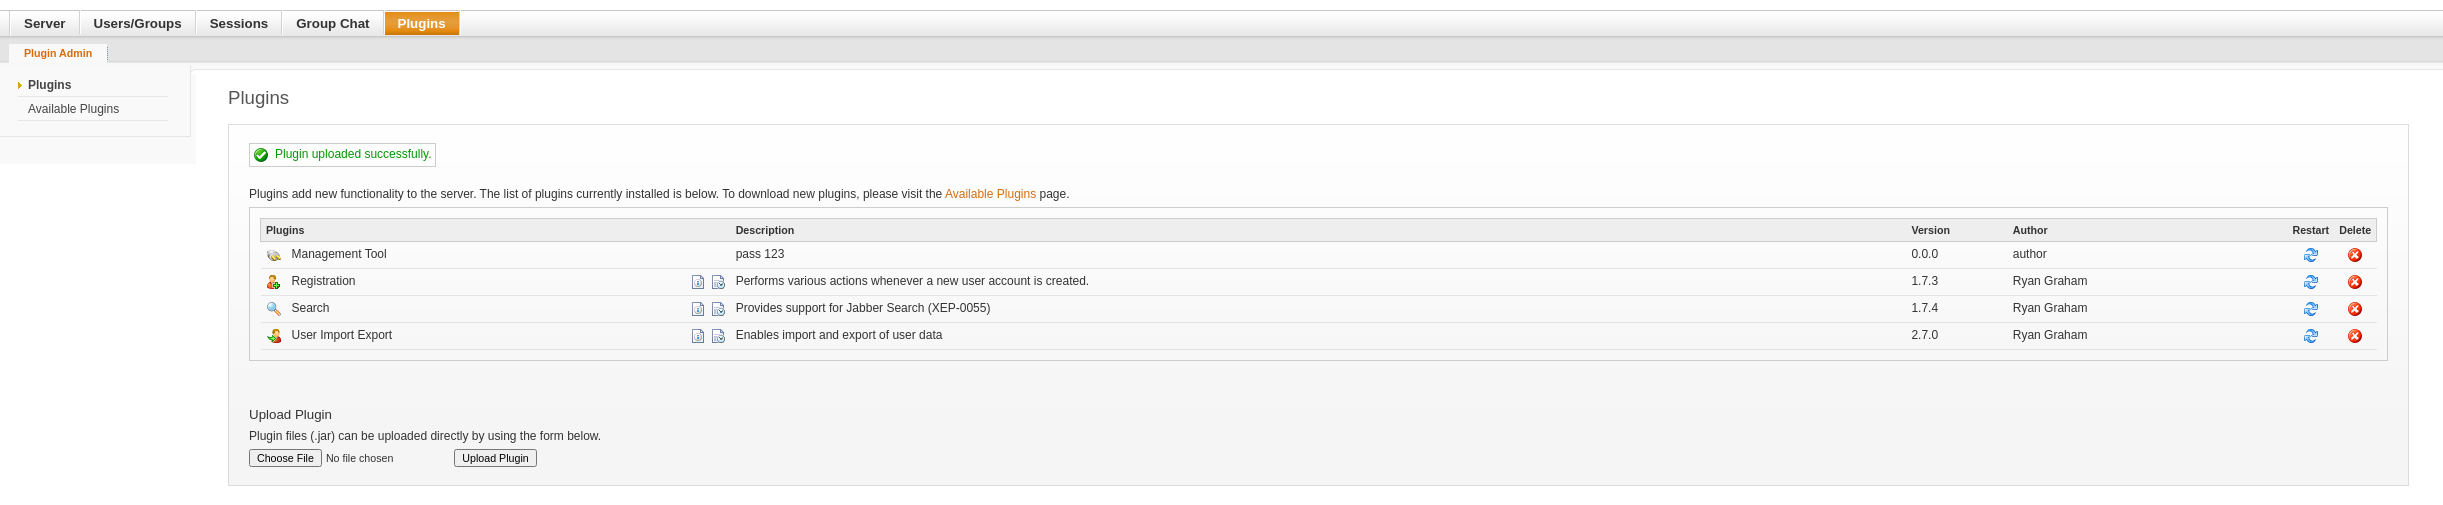 Server Users/Groups Sessions Group Chat Plugins
Plugin Admin
Plugins
Available Plugins
Plugins
Plugin uploaded successfully.
Plugins add new functionality to the server. The list of plugins currently installed is below. To download new plugins, please visit the Available Plugins page.
Plugins Description Version Author Restart Delete
Management Tool pass 123 0.0.0 author
Registration Performs various actions whenever a new user account is created. 1.7.3 Ryan Graham
Search Provides support for Jabber Search (XEP-0055) 1.7.4 Ryan Graham
User Import Export Enables import and export of user data 2.7.0 Ryan Graham
Upload Plugin
Plugin files (.jar) can be uploaded directly by using the form below.
Choose File No file chosen Upload Plugin